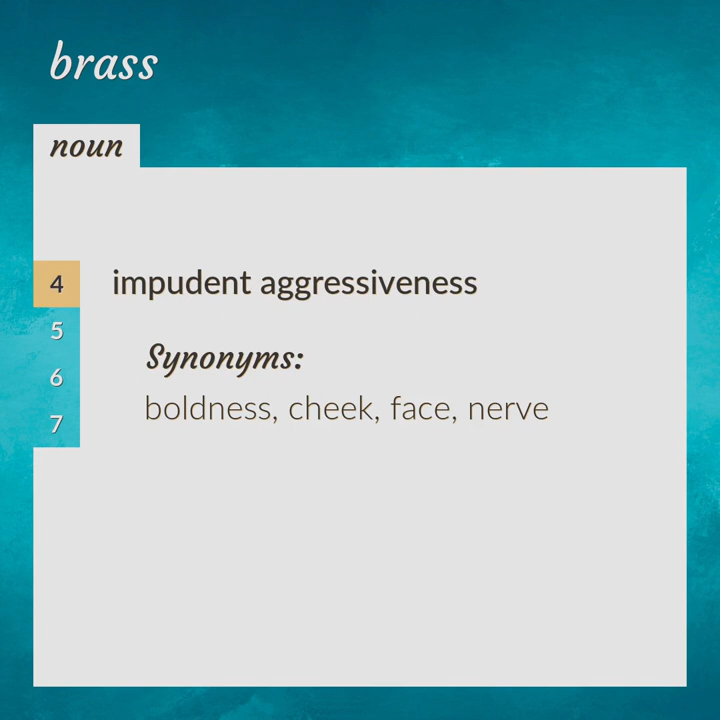 brass
noun
4 impudent aggressiveness
5
Synonyms:
6
boldness, cheek, face, nerve
7